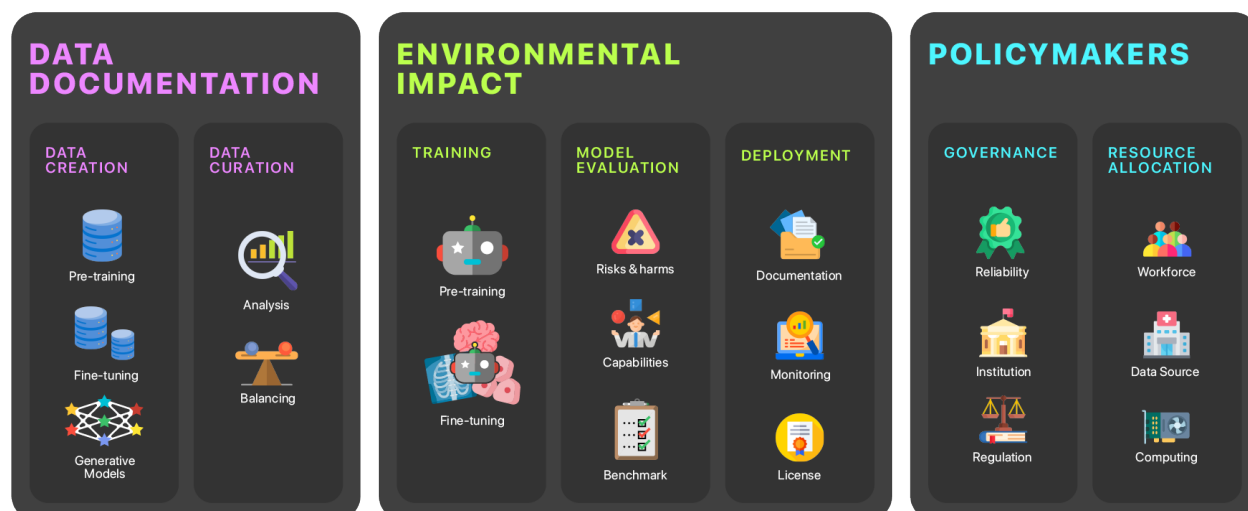 DATA
DOCUMENTATION
DATA
CREATION
Pre-training
Fine-tuning
Generative
Models
DATA
CURATION
Analysis
Balancing
ENVIRONMENTAL
IMPACT
TRAINING
Pre-training
Fine-tuning
MODEL
EVALUATION
Risks & harms
Capabilities
Benchmark
DEPLOYMENT
Documentation
Monitoring
License
POLICYMAKERS
GOVERNANCE
Reliability
Institution
Regulation
RESOURCE
ALLOCATION
Workforce
Data Source
Computing